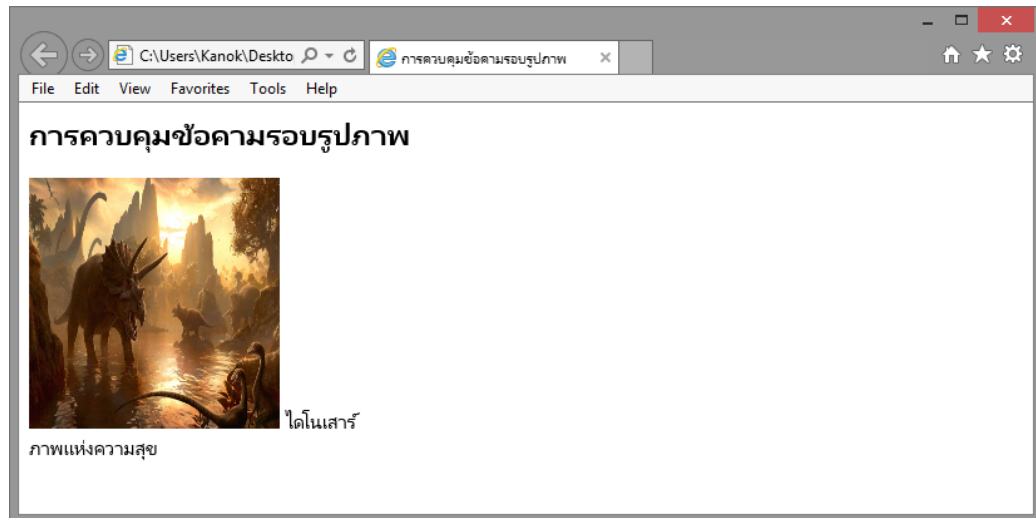 C:\Users\Kanok\Deskto
การควบคุมข้อคามรอบรูปภาพ
File Edit View Favorites Tools Help
การควบคุมข้อคามรอบรูปภาพ
ไดโนเสาร์
ภาพแห่งความสุข